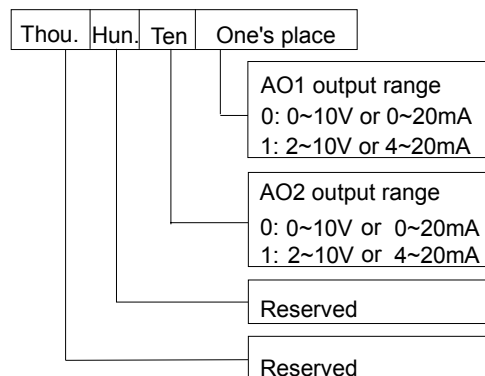 Thou. Hun. Ten One's place
AO1 output range
0: 0~10V or 0~20mA
1: 2~10V or 4~20mA
AO2 output range
0: 0~10V or 0~20mA
1: 2~10V or 4~20mA
Reserved
Reserved